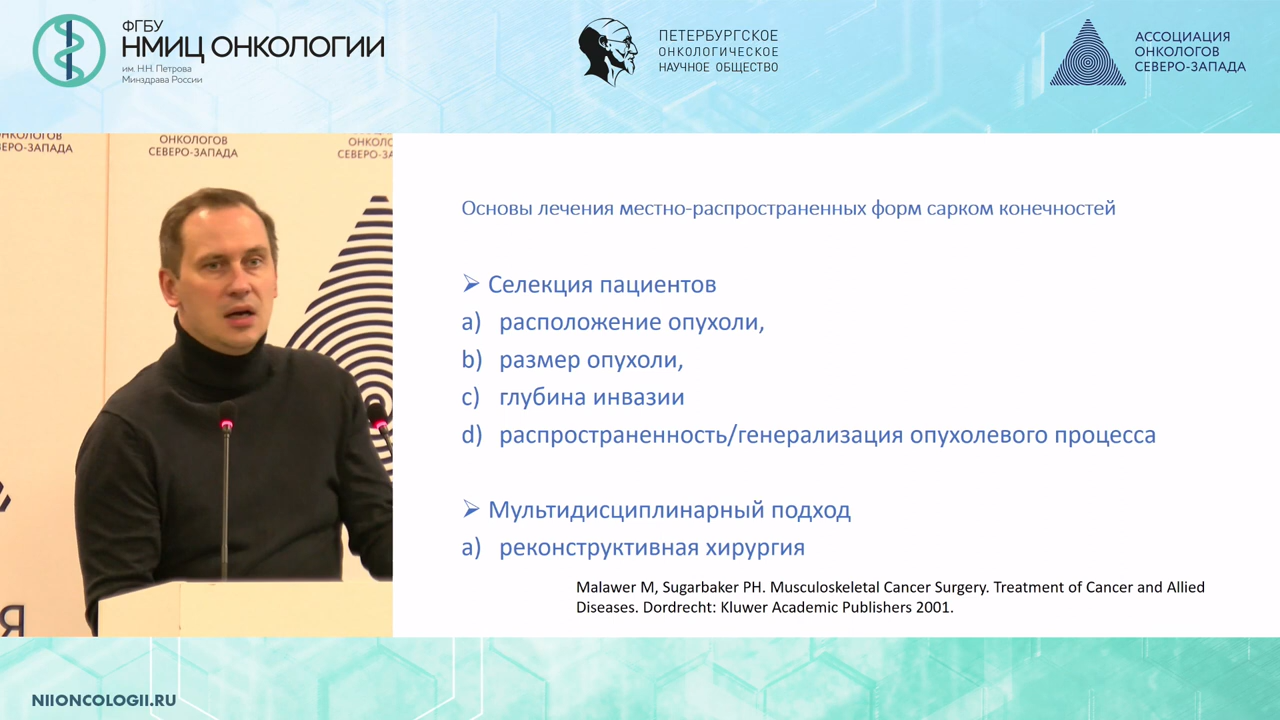 ФГБУ
НМИЦ ОНКОЛОГИИ
им. Н.Н. Петрова
Минздрава России
ПЕТЕРБУРГСКОЕ
ОНКОЛОГИЧЕСКОЕ
НАУЧНОЕ ОБЩЕСТВО
АССОЦИАЦИЯ
ОНКОЛОГОВ
СЕВЕРО-ЗАПАДА
ОНКОЛОГОВ
СЕВЕРО-ЗАПАДА
Основы лечения местно-распространенных форм сарком конечностей
➢ Селекция пациентов
a) расположение опухоли,
b) размер опухоли,
c) глубина инвазии
d) распространенность/генерализация опухолевого процесса
➢ Мультидисциплинарный подход
a) реконструктивная хирургия
Malawer M, Sugarbaker PH. Musculoskeletal Cancer Surgery. Treatment of Cancer and Allied
Diseases. Dordrecht: Kluwer Academic Publishers 2001.
NIIONCOLOGII.RU